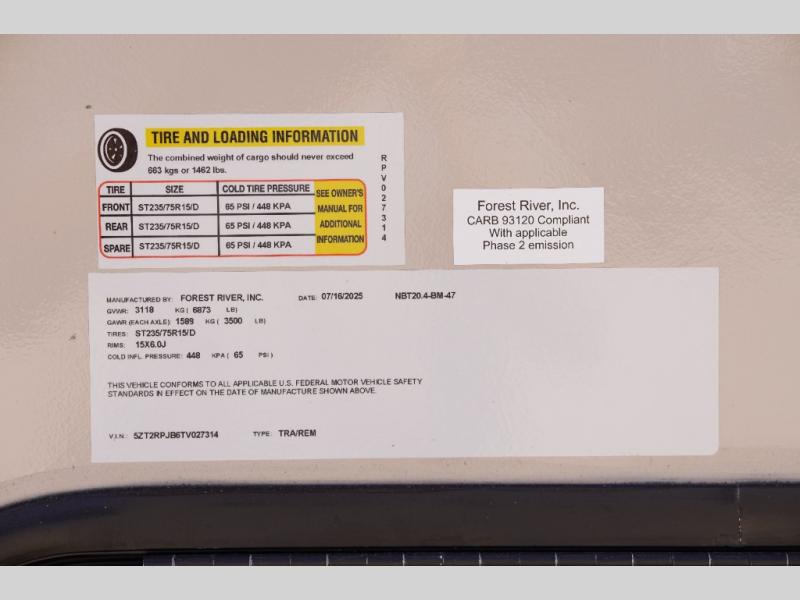 TIRE AND LOADING INFORMATION
The combined weight of cargo should never exceed
663 kgs or 1462 lbs.
TIRE SIZE COLD TIRE PRESSURE SEE OWNER'S MANUAL FOR ADDITIONAL INFORMATION
FRONT ST235/75R15/D 65 PSI / 448 KPA
REAR ST235/75R15/D 65 PSI / 448 KPA
SPARE ST235/75R15/D 65 PSI / 448 KPA
RPV027314
Forest River, Inc.
CARB 93120 Compliant
With applicable
Phase 2 emission
MANUFACTURED BY: FOREST RIVER, INC. DATE: 07/16/2025 NBT20.4-BM-47
GVWR: 3118 KG ( 6873 LB)
GAWR (EACH AXLE): 1589 KG ( 3500 LB)
TIRES: ST235/75R15/D
RIMS: 15X6.0J
COLD INFL. PRESSURE: 448 KPA ( 65 PSI )
THIS VEHICLE CONFORMS TO ALL APPLICABLE U.S. FEDERAL MOTOR VEHICLE SAFETY
STANDARDS IN EFFECT ON THE DATE OF MANUFACTURE SHOWN ABOVE.
V.I.N.: 5ZT2RPJB6TV027314 TYPE: TRA/REM